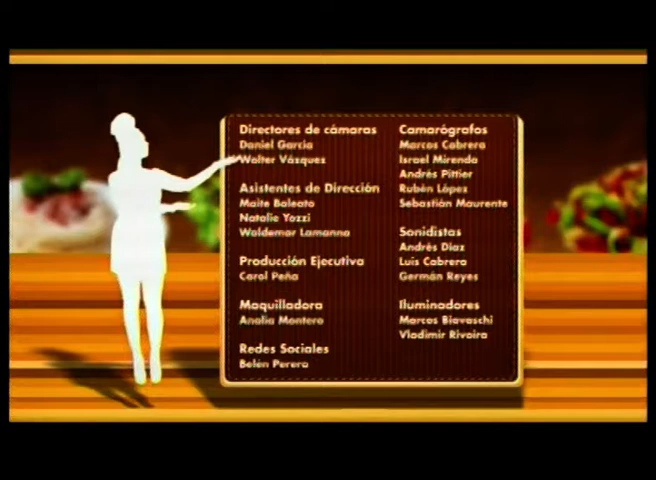 Directores de cámaras
Daniel García
Walter Vázquez
Asistentes de Dirección
Maite Baleato
Natalie Yozzi
Waldemar Lamanna
Producción Ejecutiva
Carol Peña
Maquilladora
Analía Montero
Redes Sociales
Belén Perera
Camarógrafos
Marcos Cabrera
Israel Miranda
Andrés Pittier
Rubén López
Sebastián Maurente
Sonidistas
Andrés Díaz
Luis Cabrera
Germán Reyes
Iluminadores
Marcos Biavaschi
Vladimir Rivoira